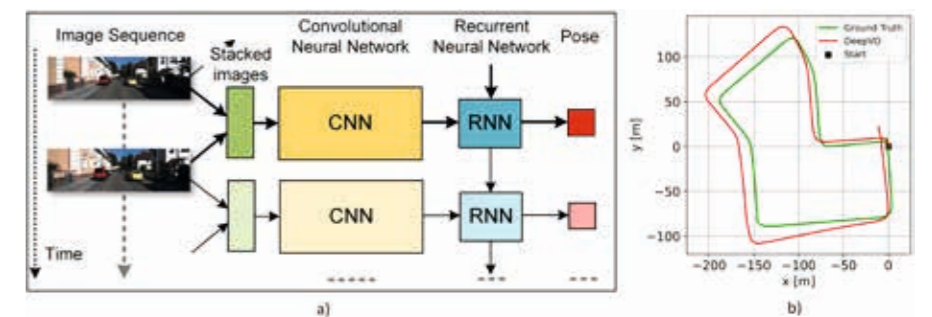 Image Sequence
Stacked
images
Convolutional
Neural Network
Recurrent
Neural Network
Pose
CNN
RNN
CNN
RNN
Time
a)
Ground Truth
DeepVO
Start
y [m]
100
50
0
−50
−100
−200
−150
−100
−50
0
x [m]
b)